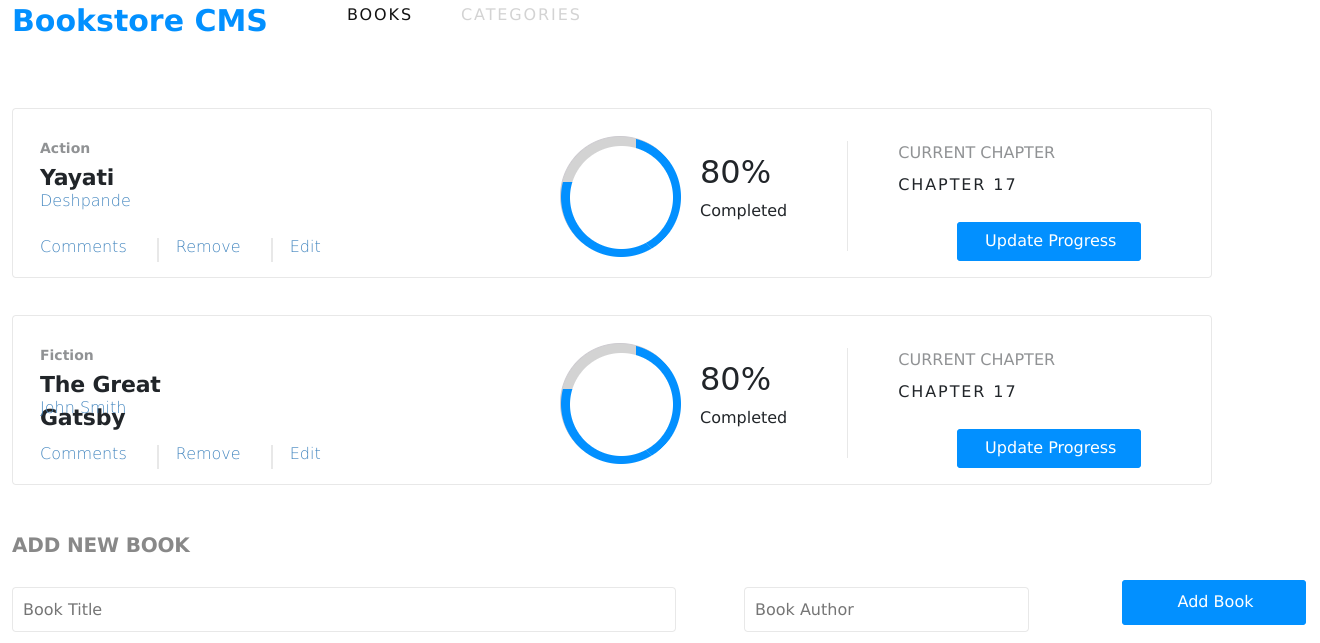 Bookstore CMS
BOOKS
CATEGORIES
Action
Yayati
Deshpande
Comments
Remove
Edit
80%
Completed
CURRENT CHAPTER
CHAPTER 17
Update Progress
Fiction
The Great
John Smith
Gatsby
Comments
Remove
Edit
80%
Completed
CURRENT CHAPTER
CHAPTER 17
Update Progress
ADD NEW BOOK
Book Title
Book Author
Add Book